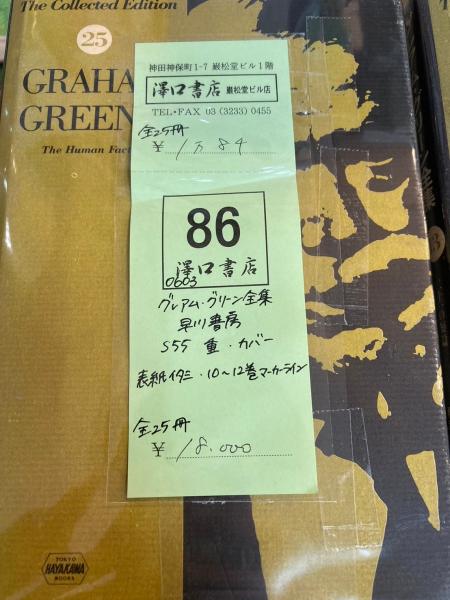 The Collected Edition
25
GRAHA
GREEN
The Human Fact
神田神保町1-7 巌松堂ビル1階
澤口書店 巌松堂ビル店
TEL・FAX 03 (3233) 0455
全25冊
¥ 1万8千
86
澤口書店
0603
グレアム・グリーン全集
早川書房
S55 重・カバー
表紙イタミ・10〜12巻マーカーライン
全25冊
¥ 18.000
TOKYO
HAYAKAWA
BOOKS
3